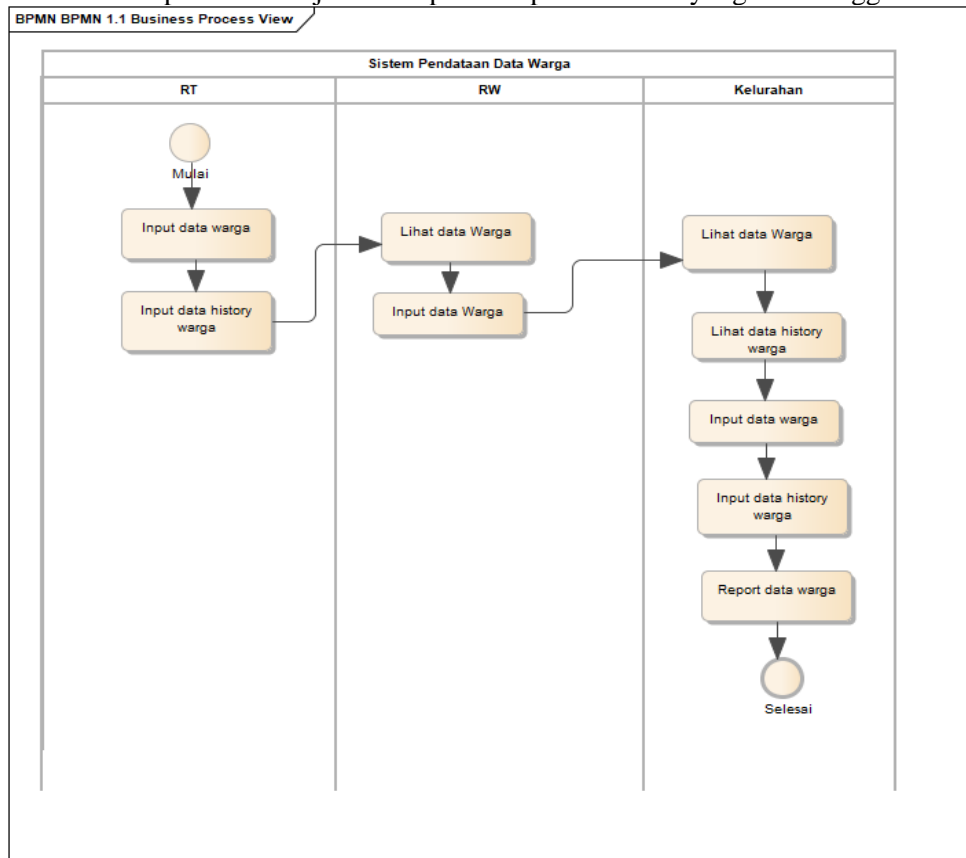 BPMN BPMN 1.1 Business Process View
Sistem Pendataan Data Warga
RT
RW
Kelurahan
Mulai
Input data warga
Input data history
warga
Lihat data Warga
Input data Warga
Lihat data Warga
Lihat data history
warga
Input data warga
Input data history
warga
Report data warga
Selesai